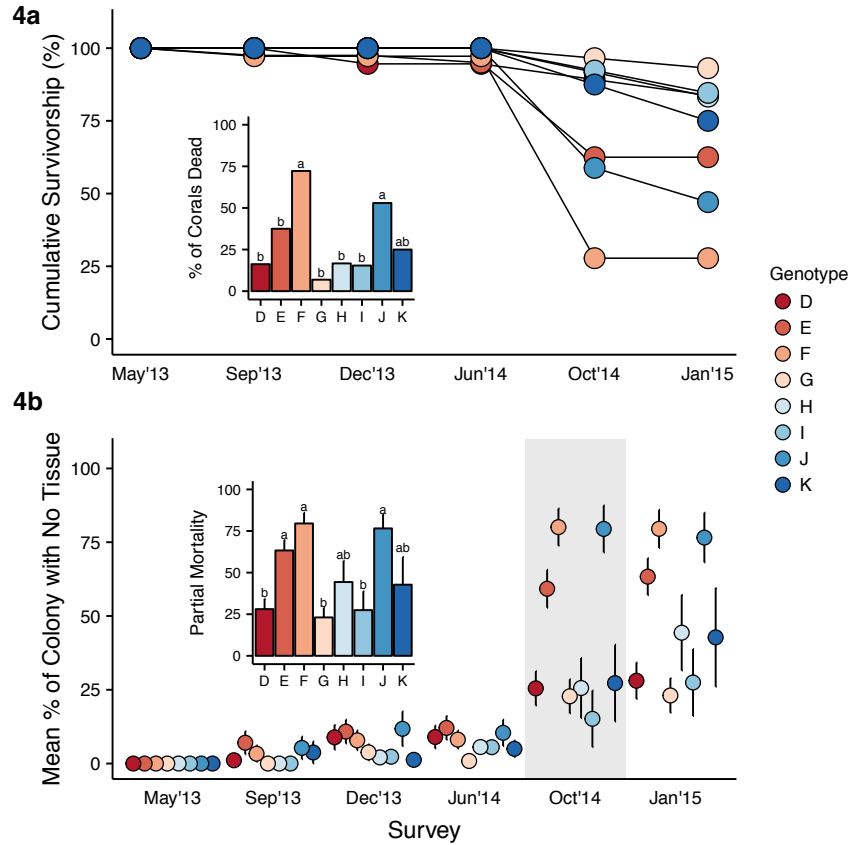 4a
Cumulative Survivorship (%)
100
75
50
25
0
% of Corals Dead
100
75
50
25
0
b
b
a
b
b
b
a
ab
D E F G H I J K
May'13 Sep'13 Dec'13 Jun'14 Oct'14 Jan'15
Genotype
D
E
F
G
H
I
J
K
4b
Mean % of Colony with No Tissue
100
75
50
25
0
Partial Mortality
100
75
50
25
0
b
a
a
b
ab
b
a
ab
D E F G H I J K
May'13 Sep'13 Dec'13 Jun'14 Oct'14 Jan'15
Survey